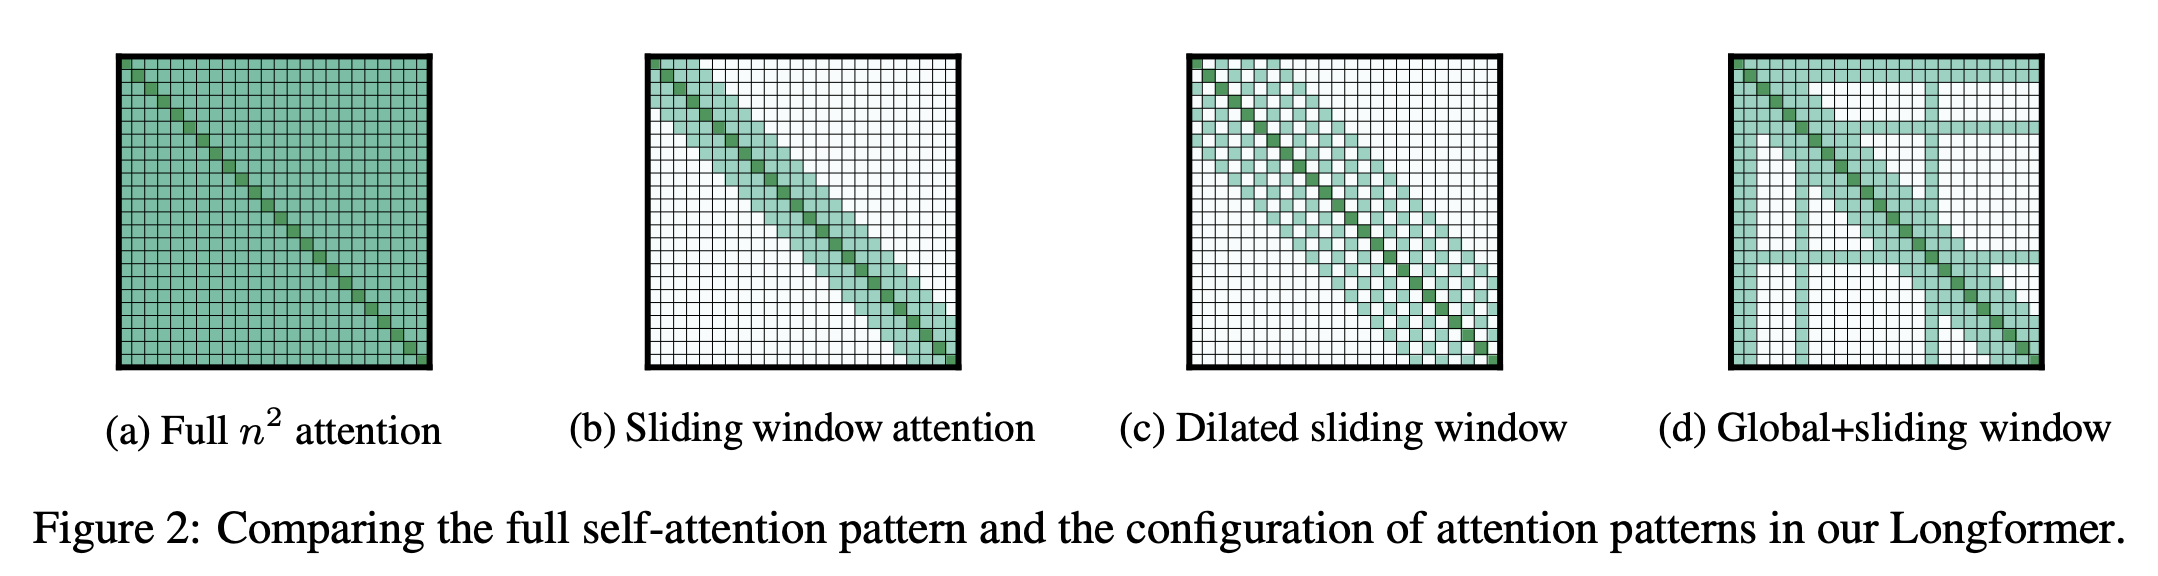 (a) Full n² attention
(b) Sliding window attention
(c) Dilated sliding window
(d) Global+sliding window
Figure 2: Comparing the full self-attention pattern and the configuration of attention patterns in our Longformer.